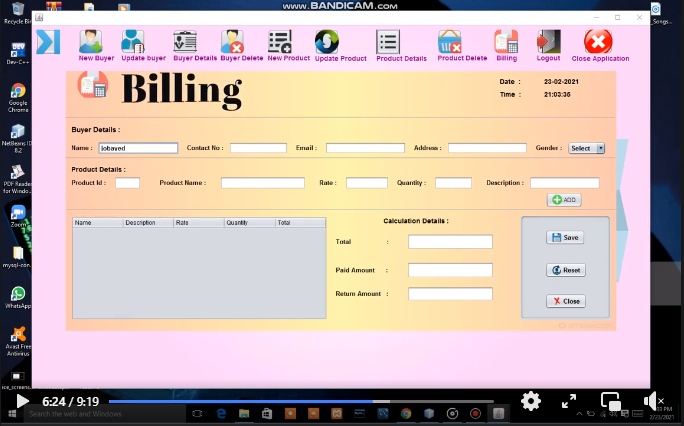 WWW.BANDICAM.COM
Recycle Bin
_Songs...
New Buyer Update buyer Buyer Details Buyer Delete New Product Update Product Product Details Product Delete Billing Logout Close Application
Dev-C++
Google
Chrome
NetBeans ID
8.2
PDF Reader
for Windo...
Zoom
mysql-con...
WhatsApp
Avast Free
Antivirus
Billing
Date : 23-02-2021
Time : 21:03:36
Buyer Details :
Name : jobayed Contact No : Email : Address : Gender : Select
Product Details :
Product Id : Product Name : Rate : Quantity : Description :
ADD
Name Description Rate Quantity Total
Calculation Details :
Total :
Paid Amount :
Return Amount :
Save
Reset
Close
6:24 / 9:19
Search the web and Windows
2/23/2021